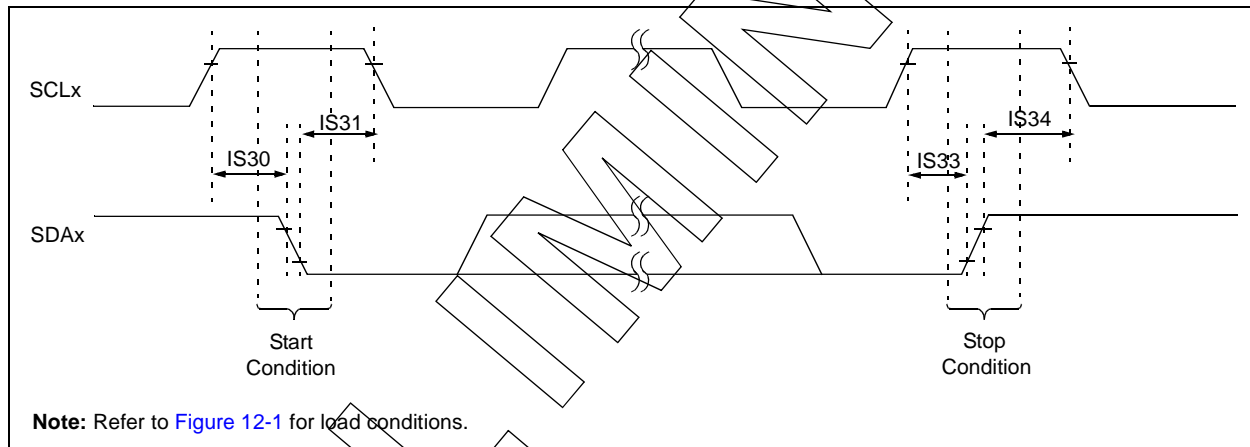 SCLx
IS31
IS34
IS30
IS33
SDAx
Start
Condition
Stop
Condition
Note: Refer to Figure 12-1 for load conditions.